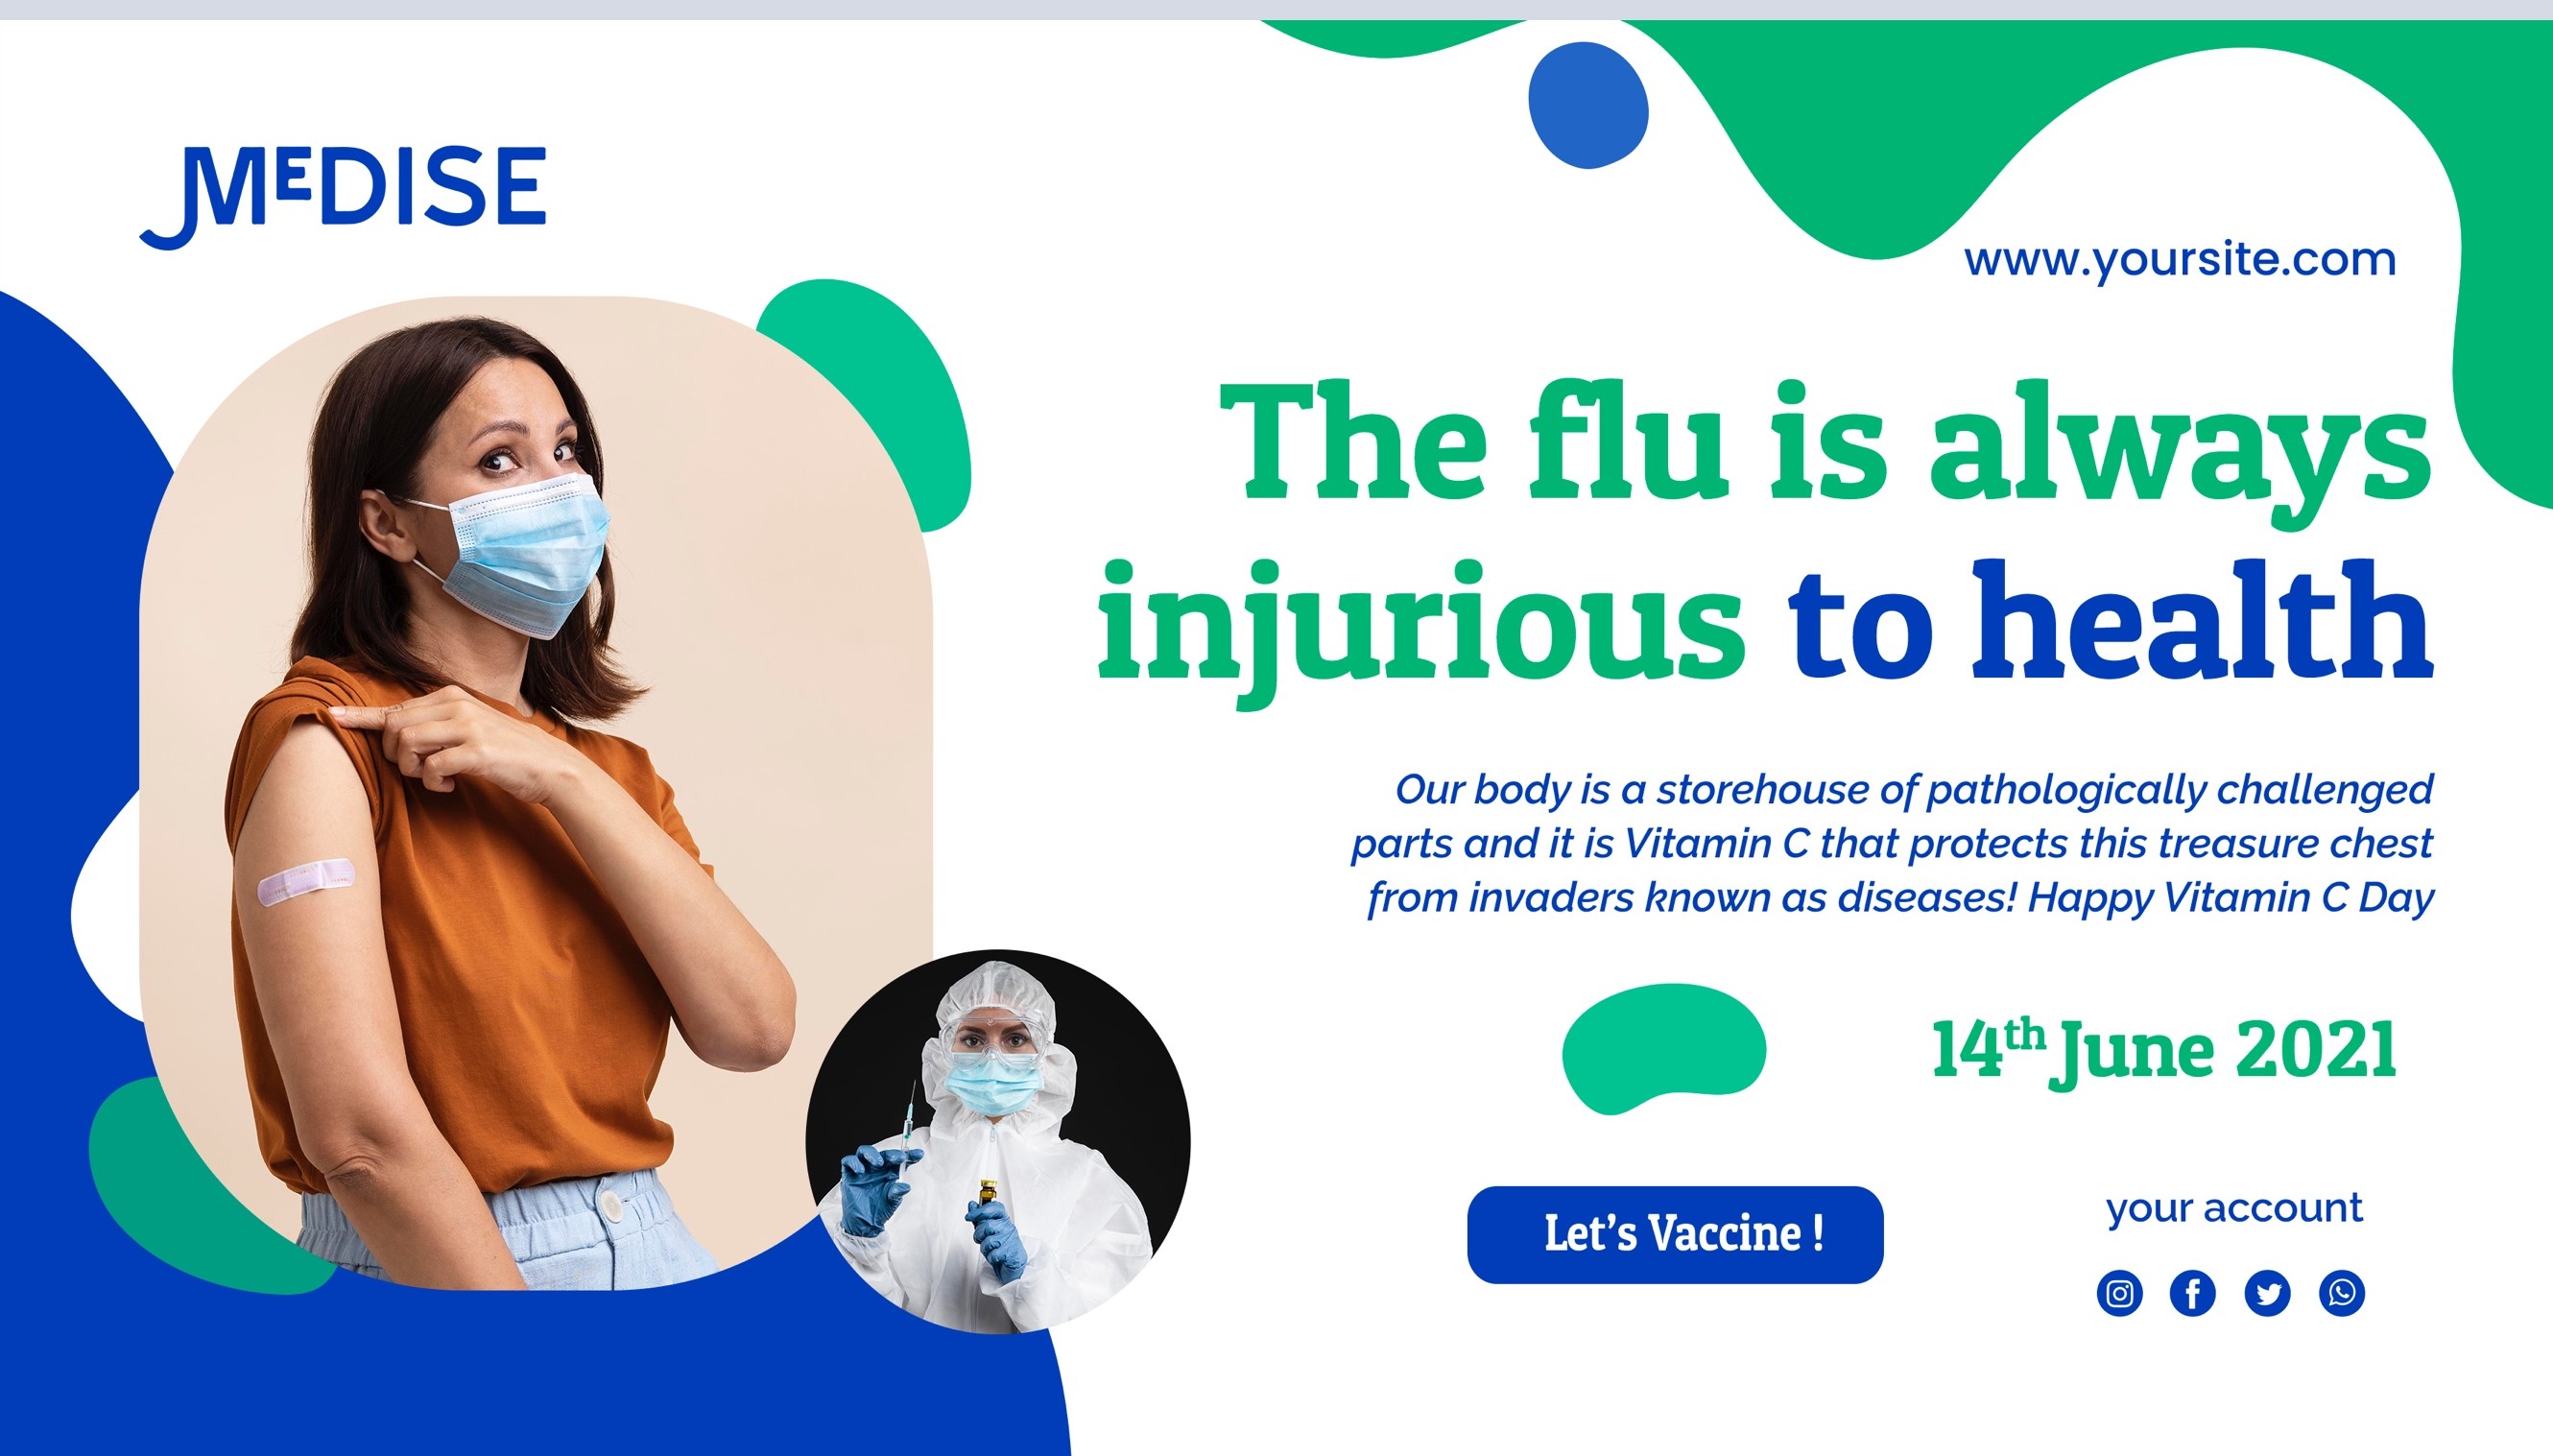 MEDISE
www.yoursite.com
The flu is always
injurious to health
Our body is a storehouse of pathologically challenged
parts and it is Vitamin C that protects this treasure chest
from invaders known as diseases! Happy Vitamin C Day
14th June 2021
Let’s Vaccine !
your account